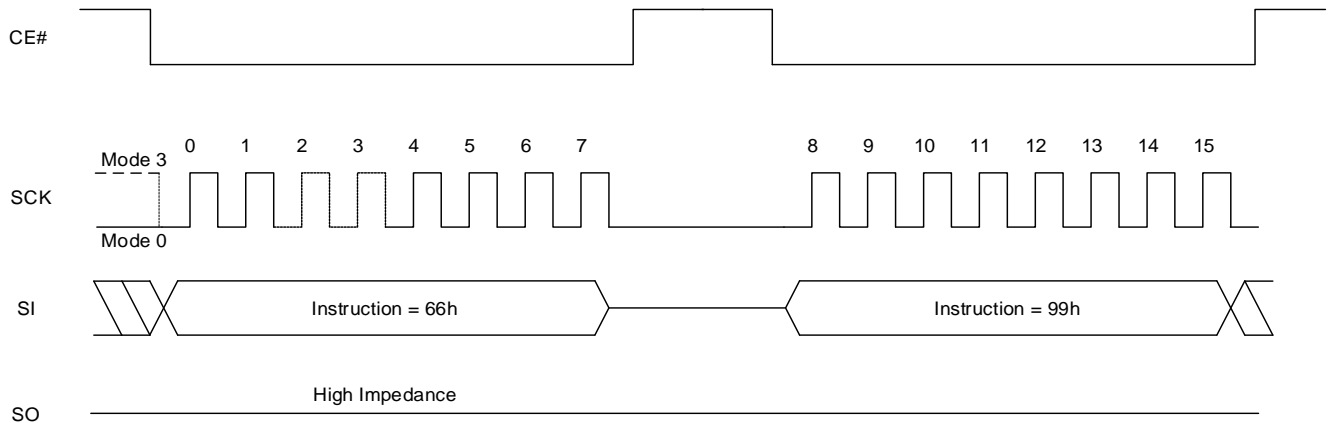 CE#
0 1 2 3 4 5 6 7 8 9 10 11 12 13 14 15
Mode 3
SCK
Mode 0
SI
Instruction = 66h
Instruction = 99h
High Impedance
SO